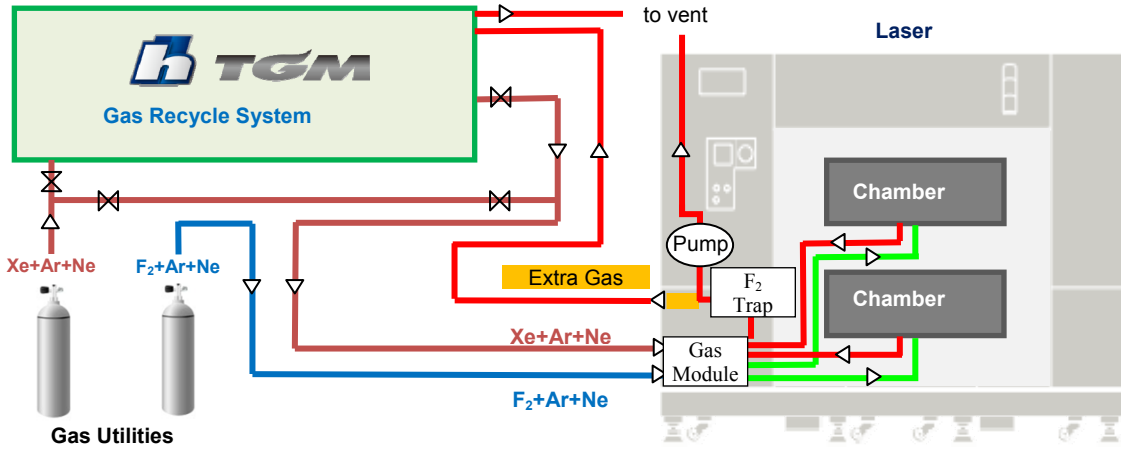 to vent
Laser
TGM
Gas Recycle System
Chamber
Pump
Xe+Ar+Ne
F₂+Ar+Ne
Extra Gas
F₂
Trap
Chamber
Xe+Ar+Ne
Gas
Module
F₂+Ar+Ne
Gas Utilities